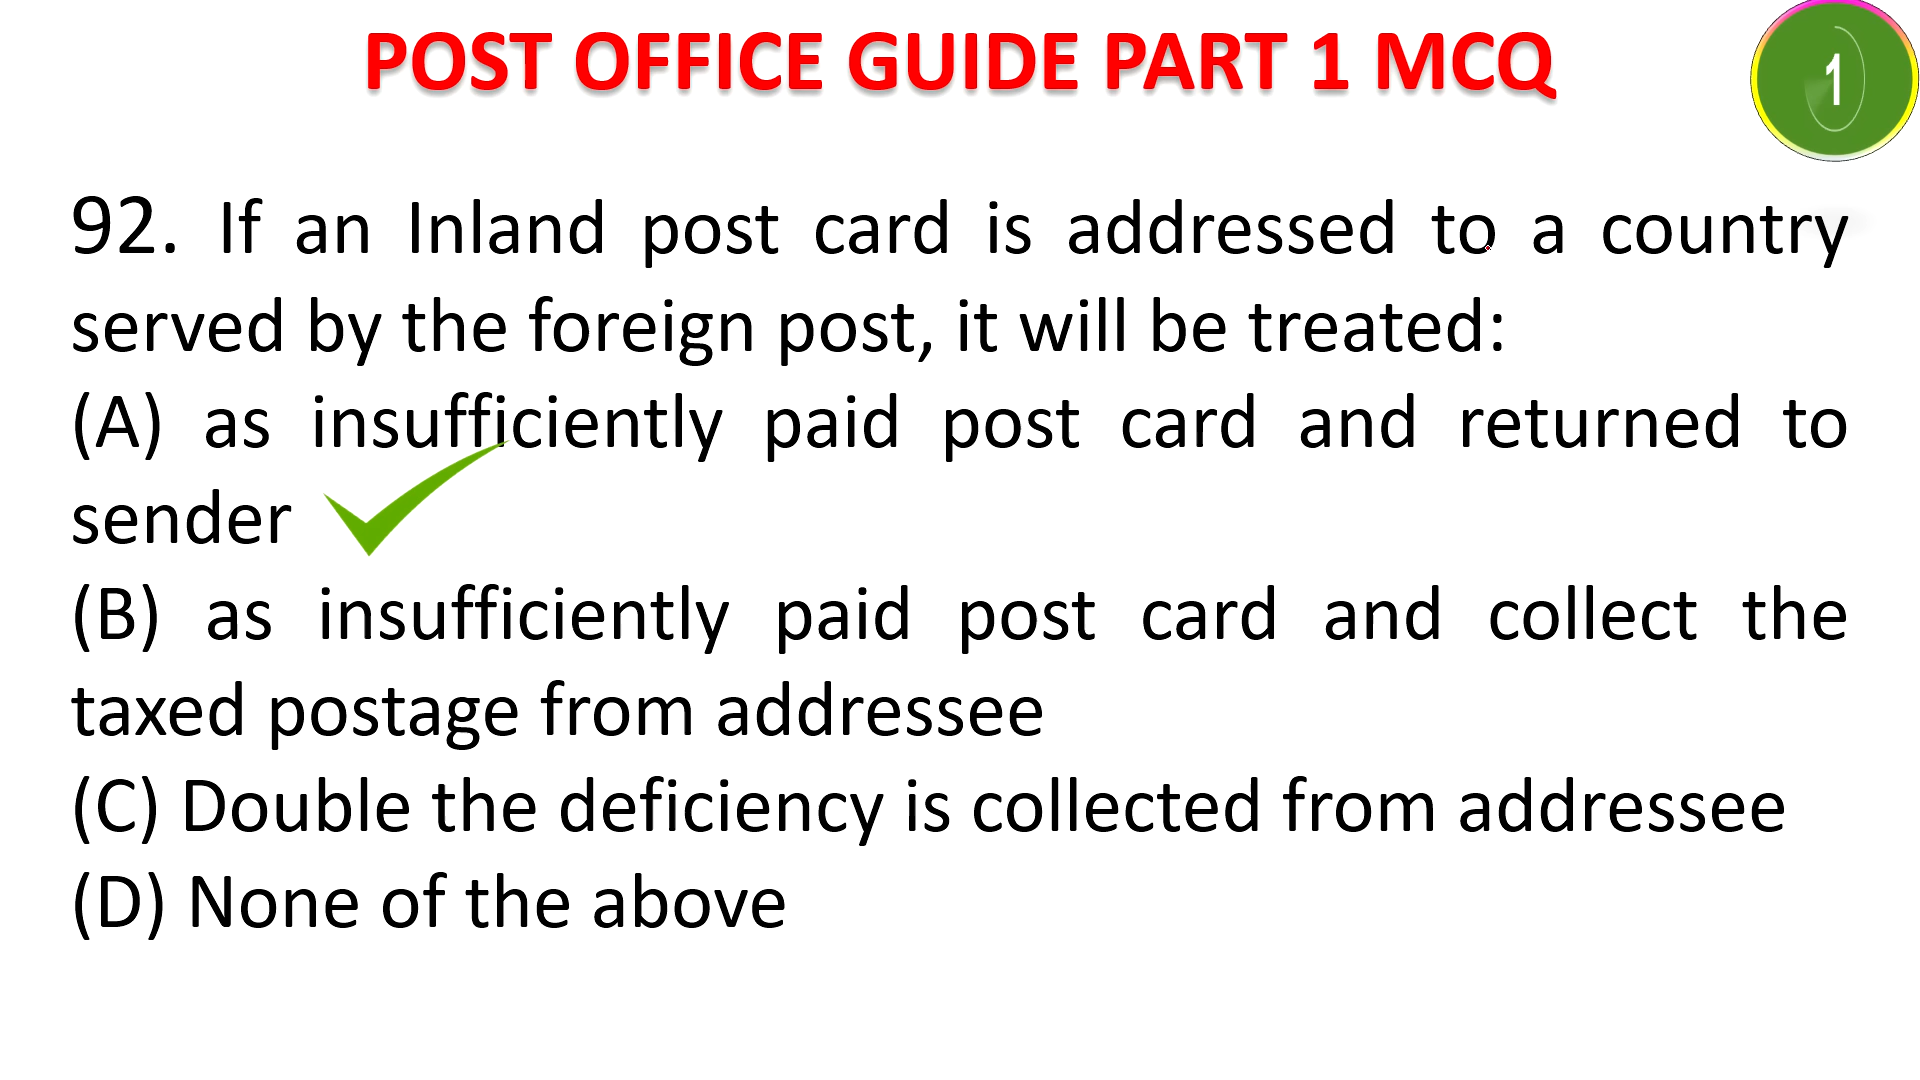 POST OFFICE GUIDE PART 1 MCQ
1
92. If an Inland post card is addressed to a country
served by the foreign post, it will be treated:
(A) as insufficiently paid post card and returned to
sender
(B) as insufficiently paid post card and collect the
taxed postage from addressee
(C) Double the deficiency is collected from addressee
(D) None of the above